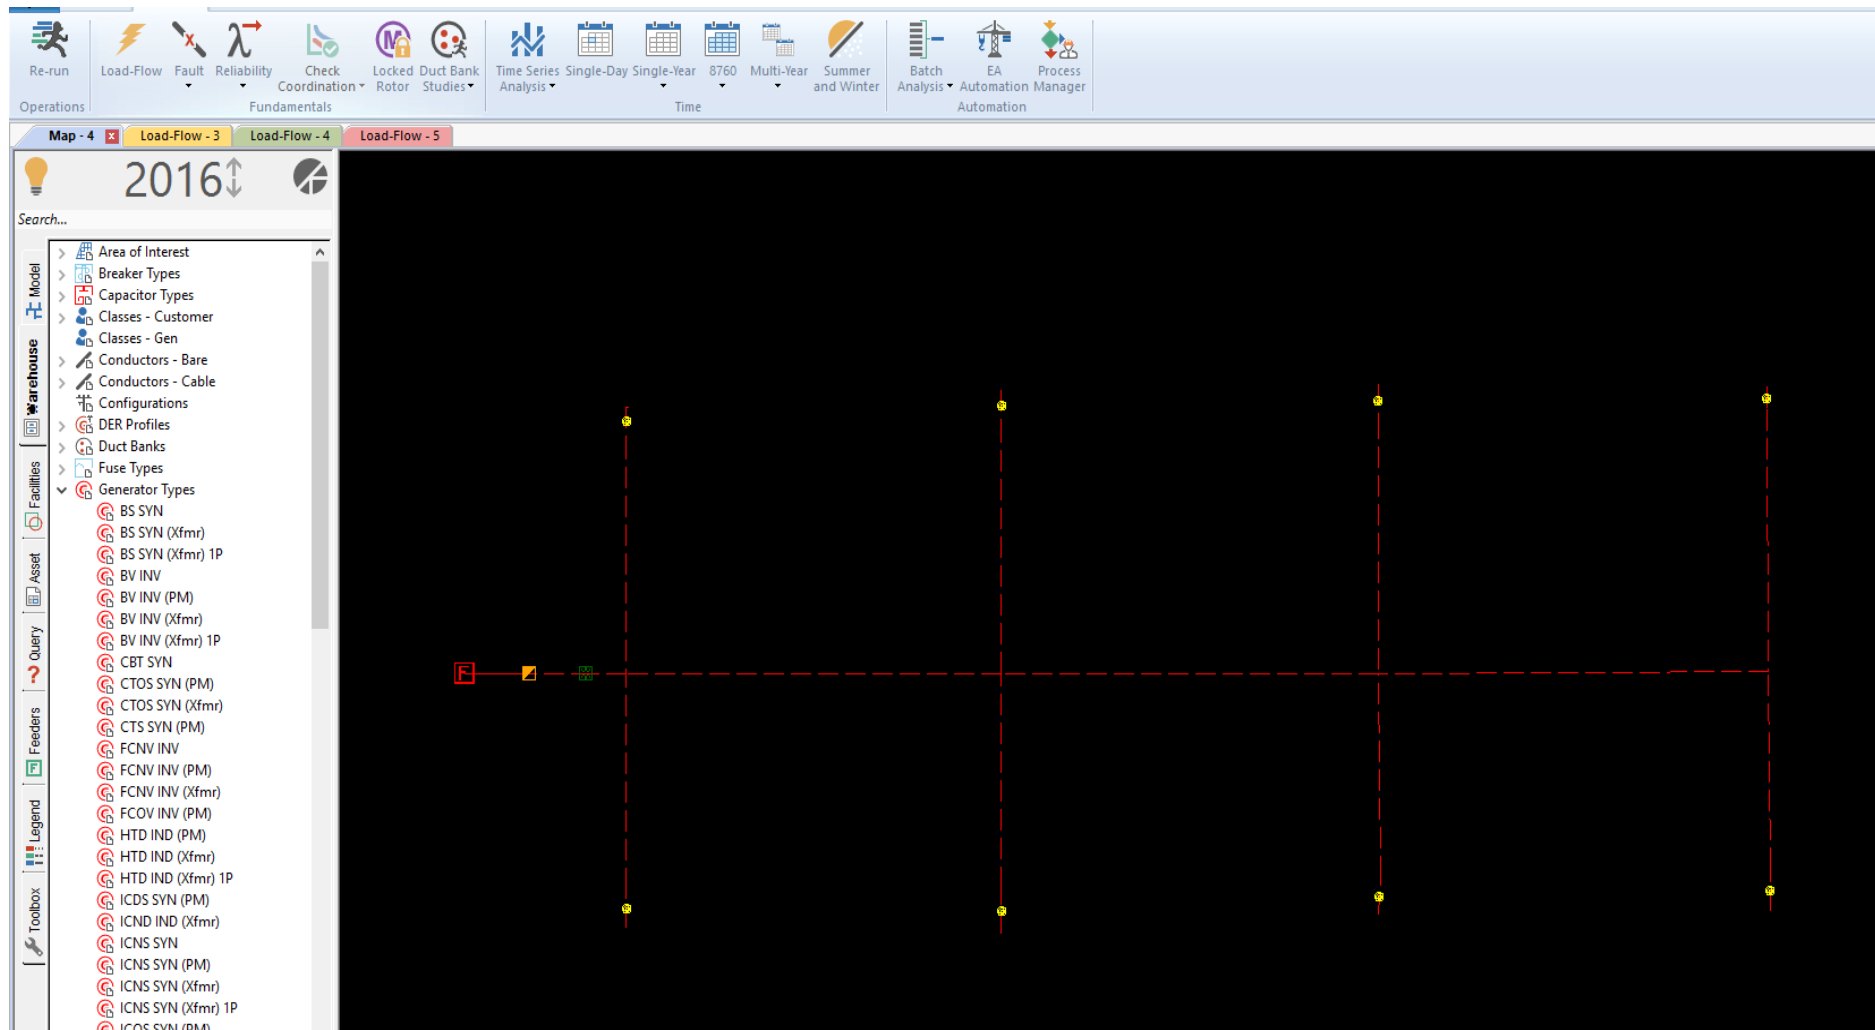 Re-run
Load-Flow
Fault
Reliability
Check
Coordination
Locked
Rotor
Duct Bank
Studies
Time Series
Analysis
Single-Day
Single-Year
8760
Multi-Year
Summer
and Winter
Batch
Analysis
EA
Automation
Process
Manager
Operations
Fundamentals
Time
Automation
Map - 4
Load-Flow - 3
Load-Flow - 4
Load-Flow - 5
2016
Search...
Model
Warehouse
Facilities
Asset
Query
Feeders
Legend
Toolbox
Area of Interest
Breaker Types
Capacitor Types
Classes - Customer
Classes - Gen
Conductors - Bare
Conductors - Cable
Configurations
DER Profiles
Duct Banks
Fuse Types
Generator Types
BS SYN
BS SYN (Xfmr)
BS SYN (Xfmr) 1P
BV INV
BV INV (PM)
BV INV (Xfmr)
BV INV (Xfmr) 1P
CBT SYN
CTOS SYN (PM)
CTOS SYN (Xfmr)
CTS SYN (PM)
FCNV INV
FCNV INV (PM)
FCNV INV (Xfmr)
FCOV INV (PM)
HTD IND (PM)
HTD IND (Xfmr)
HTD IND (Xfmr) 1P
ICDS SYN (PM)
ICND IND (Xfmr)
ICNS SYN
ICNS SYN (PM)
ICNS SYN (Xfmr)
ICNS SYN (Xfmr) 1P
ICOS SYN (PM)
F